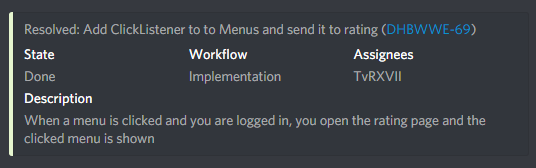 Resolved: Add ClickListener to to Menus and send it to rating (DHBWWE-69)
State Workflow Assignees
Done Implementation TvRXVII
Description
When a menu is clicked and you are logged in, you open the rating page and the
clicked menu is shown